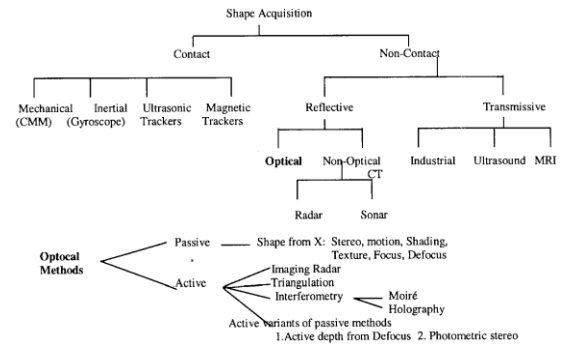 Shape Acquisition
Contact Non-Contact
Mechanical Inertial Ultrasonic Magnetic Reflective Transmissive
(CMM) (Gyroscope) Trackers Trackers
Optical Non-Optical Industrial Ultrasound MRI
CT
Radar Sonar
Passive Shape from X: Stereo, motion, Shading,
Optocal Texture, Focus, Defocus
Methods
Active Imaging Radar
Triangulation
Interferometry Moiré
Holography
Active variants of passive methods
1.Active depth from Defocus 2. Photometric stereo